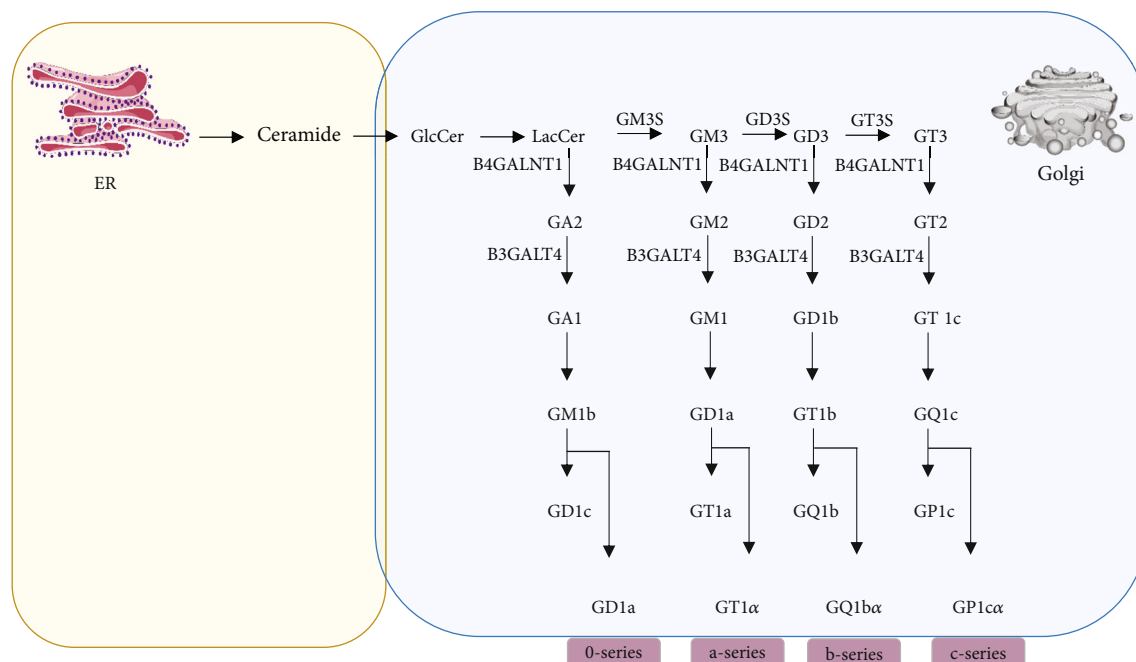 ER
Ceramide
GlcCer
LacCer
GM3S
GM3
GD3S
GD3
GT3S
GT3
Golgi
B4GALNT1
B4GALNT1
B4GALNT1
B4GALNT1
GA2
GM2
GD2
GT2
B3GALT4
B3GALT4
B3GALT4
B3GALT4
GA1
GM1
GD1b
GT 1c
GM1b
GD1a
GT1b
GQ1c
GD1c
GT1a
GQ1b
GP1c
GD1a
GT1α
GQ1bα
GP1cα
0-series
a-series
b-series
c-series